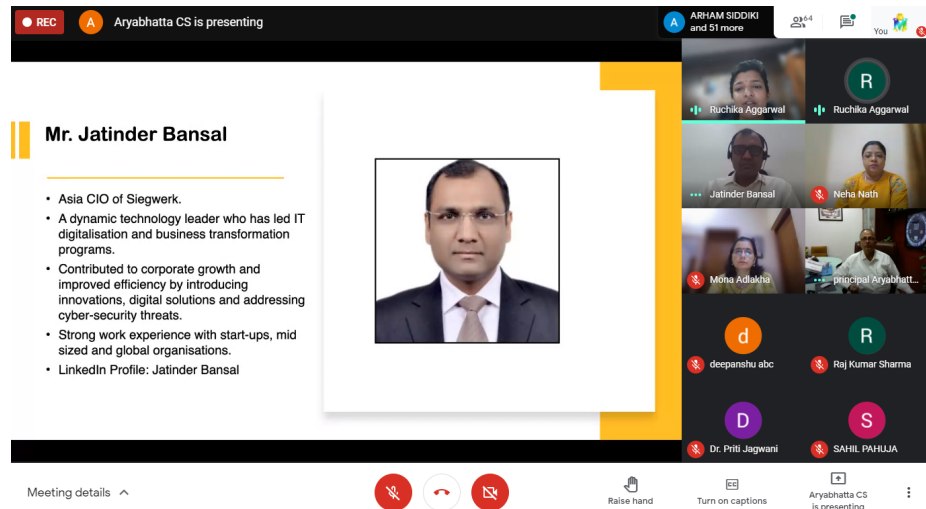 REC
A
Aryabhatta CS is presenting
A
ARHAM SIDDIKI
and 51 more
64
You
Mr. Jatinder Bansal
• Asia CIO of Siegwerk.
• A dynamic technology leader who has led IT
digitalisation and business transformation
programs.
• Contributed to corporate growth and
improved efficiency by introducing
innovations, digital solutions and addressing
cyber-security threats.
• Strong work experience with start-ups, mid
sized and global organisations.
• LinkedIn Profile: Jatinder Bansal
Ruchika Aggarwal
R
Ruchika Aggarwal
Jatinder Bansal
Neha Nath
Mona Adlakha
principal Aryabhatt...
d
deepanshu abc
R
Raj Kumar Sharma
D
Dr. Priti Jagwani
S
SAHIL PAHUJA
Meeting details
Raise hand
CC
Turn on captions
Aryabhatta CS
is presenting